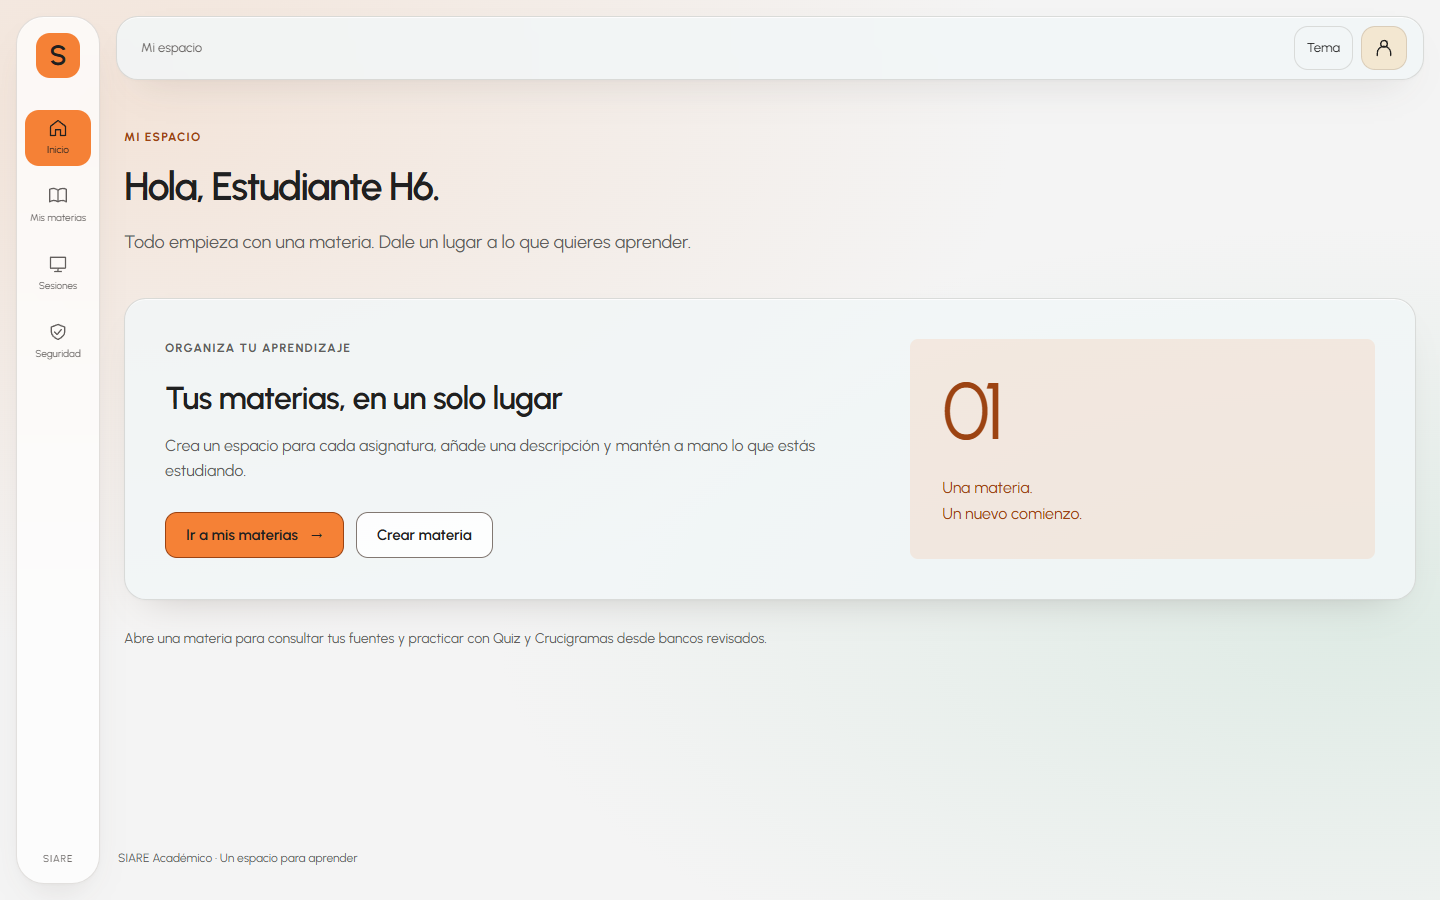 S
Inicio
Mis materias
Sesiones
Seguridad
SIARE
Mi espacio
Tema
MI ESPACIO
Hola, Estudiante H6.
Todo empieza con una materia. Dale un lugar a lo que quieres aprender.
ORGANIZA TU APRENDIZAJE
Tus materias, en un solo lugar
Crea un espacio para cada asignatura, añade una descripción y mantén a mano lo que estás
estudiando.
Ir a mis materias →
Crear materia
01
Una materia.
Un nuevo comienzo.
Abre una materia para consultar tus fuentes y practicar con Quiz y Crucigramas desde bancos revisados.
SIARE Académico · Un espacio para aprender